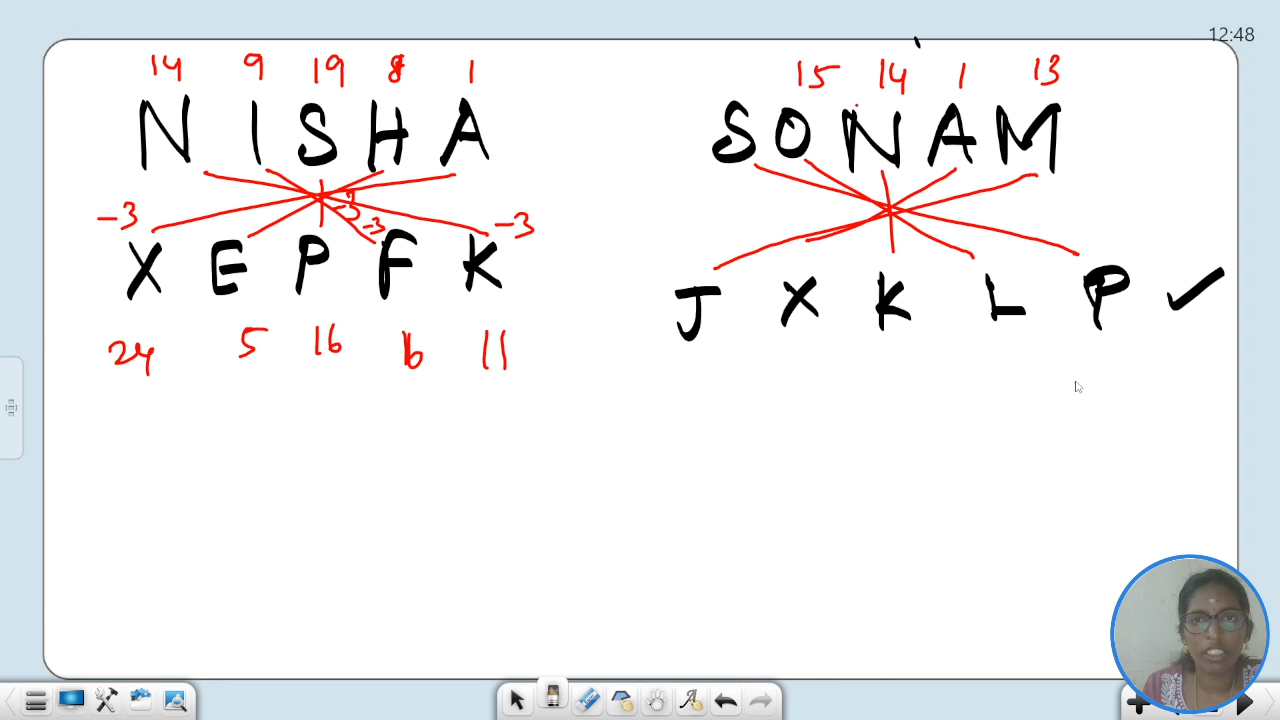 12:48
14 9 19 8 1
N I S H A
-3 -3 -3 -3
X E P F K
24 5 16 6 11
15 14 1 13
S O N A M
J X K L P ✓